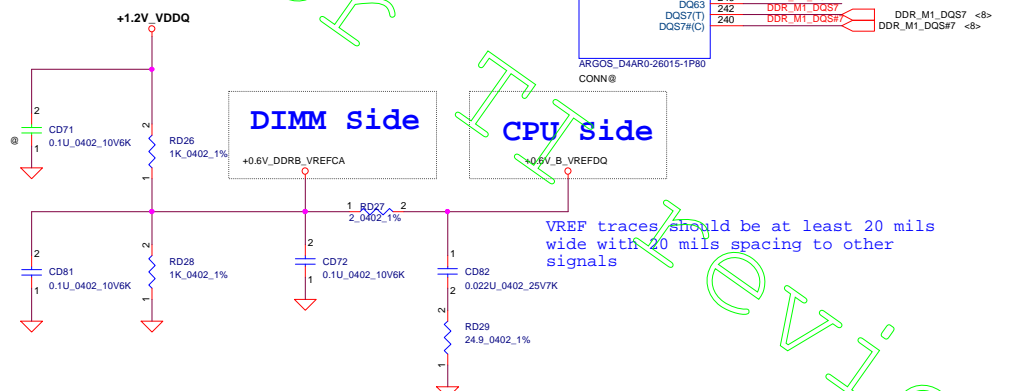 +1.2V_VDDQ
DQ63
DQS7(T)
DQS7#(C)
242
240
DDR_M1_DQS7
DDR_M1_DQS#7
DDR_M1_DQS7 <8>
DDR_M1_DQS#7 <8>
ARGOS_D4AR0-26015-1P80
CONN@
2
@
CD71
0.1U_0402_10V6K
1
2
RD26
1K_0402_1%
1
DIMM Side
+0.6V_DDRB_VREFCA
CPU Side
+0.6V_B_VREFDQ
1 RD27 2
2_0402_1%
VREF traces should be at least 20 mils
wide with 20 mils spacing to other
signals
2
CD81
0.1U_0402_10V6K
1
2
RD28
1K_0402_1%
1
2
CD72
0.1U_0402_10V6K
1
1
CD82
0.022U_0402_25V7K
2
2
RD29
24.9_0402_1%
1